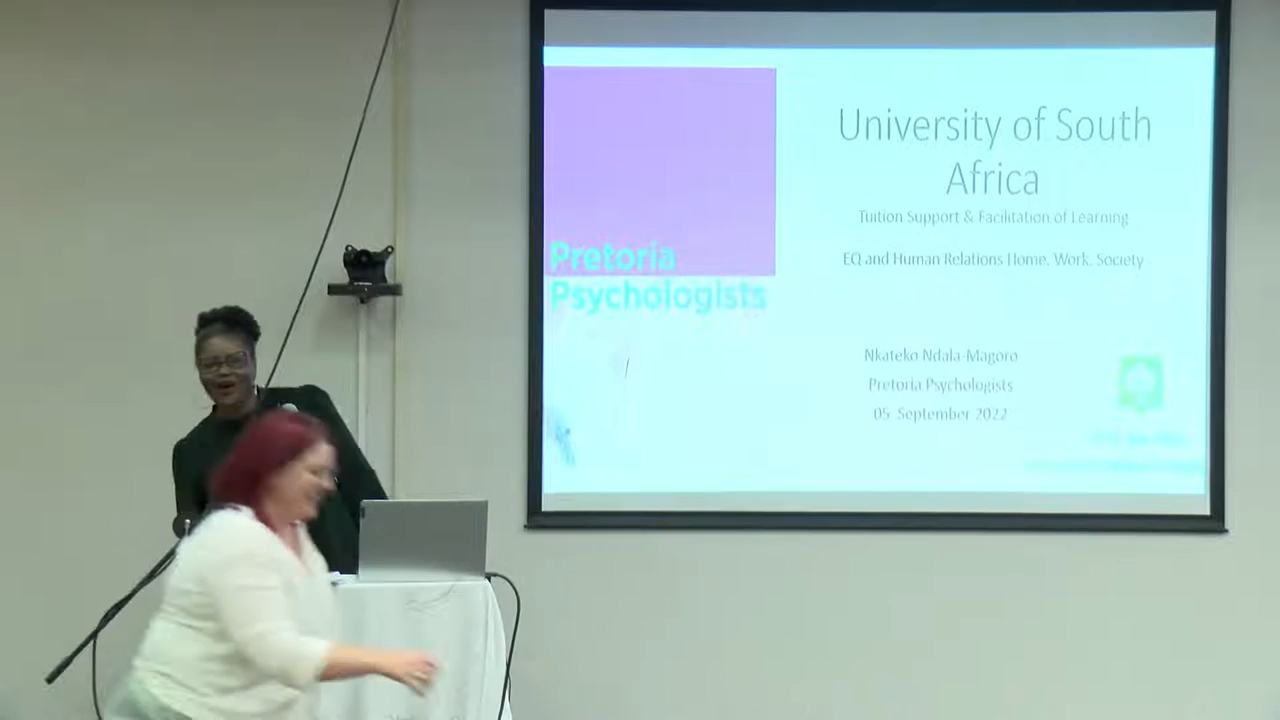 Pretoria
Psychologists
University of South
Africa
Tuition Support & Facilitation of Learning
EQ and Human Relations Home, Work, Society
Nkateko Ndala-Magoro
Pretoria Psychologists
05 September 2022